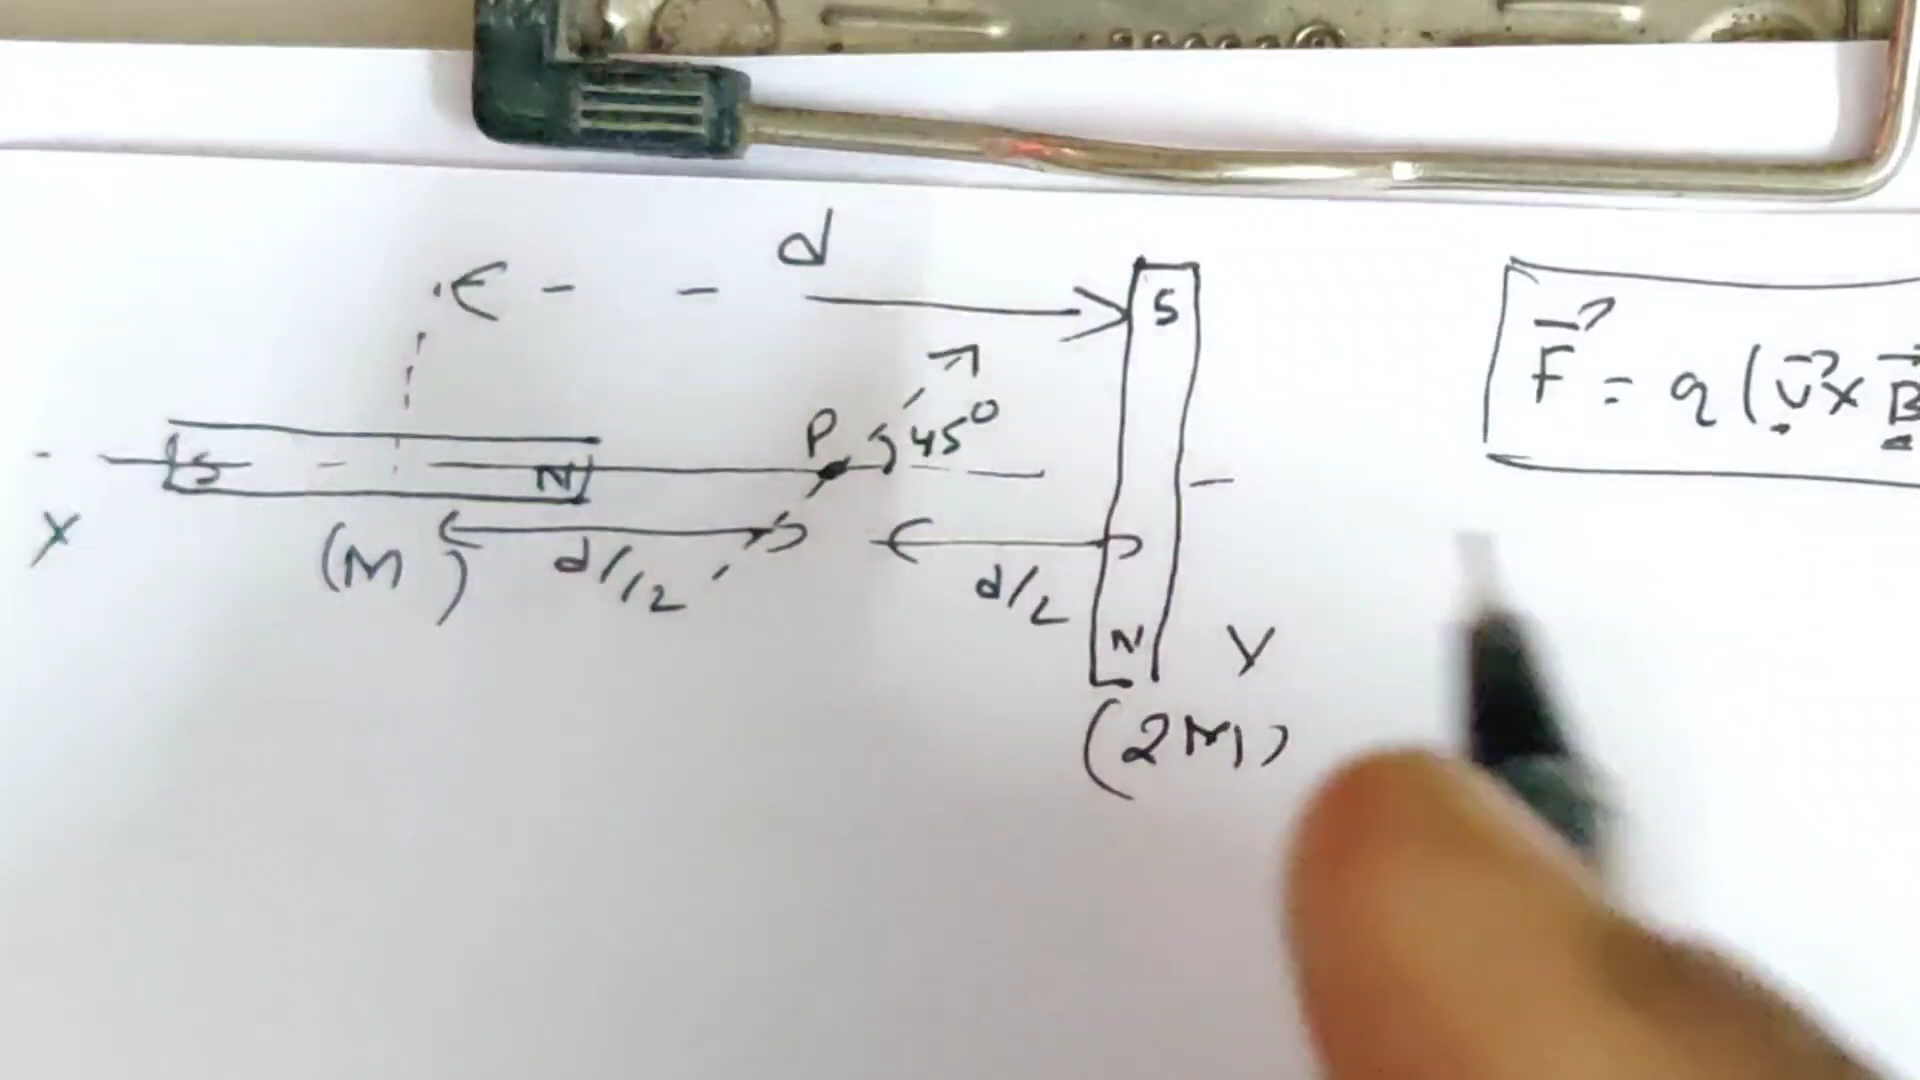 d
S
F = q (v x B
P 45°
S N
X (M) d/2 d/2
N Y
(2M)